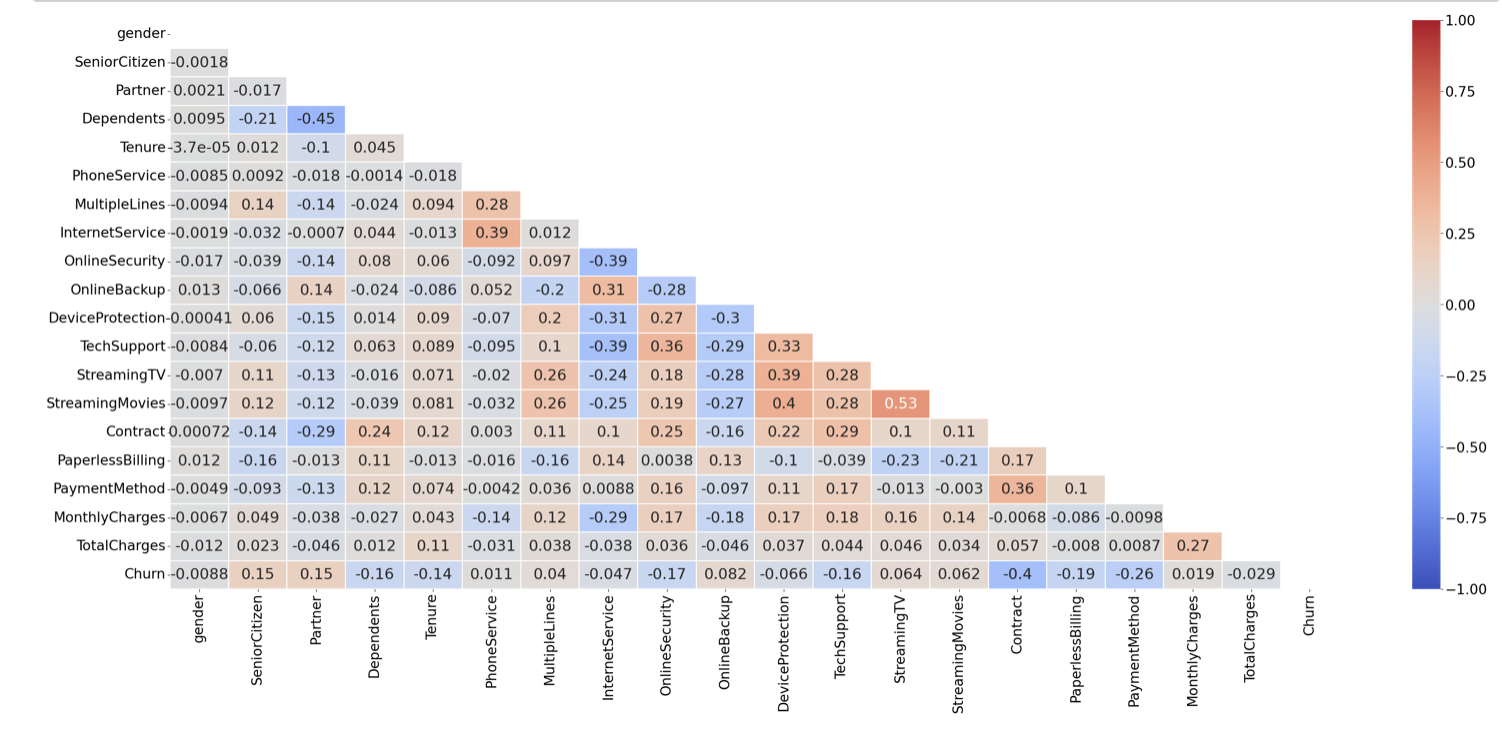 gender
SeniorCitizen -0.0018
Partner 0.0021 -0.017
Dependents 0.0095 -0.21 -0.45
Tenure -3.7e-05 0.012 -0.1 0.045
PhoneService -0.0085 0.0092 -0.018 -0.0014 -0.018
MultipleLines -0.0094 0.14 -0.14 -0.024 0.094 0.28
InternetService -0.0019 -0.032 -0.0007 0.044 -0.013 0.39 0.012
OnlineSecurity -0.017 -0.039 -0.14 0.08 0.06 -0.092 0.097 -0.39
OnlineBackup 0.013 -0.066 0.14 -0.024 -0.086 0.052 -0.2 0.31 -0.28
DeviceProtection -0.00041 0.06 -0.15 0.014 0.09 -0.07 0.2 -0.31 0.27 -0.3
TechSupport -0.0084 -0.06 -0.12 0.063 0.089 -0.095 0.1 -0.39 0.36 -0.29 0.33
StreamingTV -0.007 0.11 -0.13 -0.016 0.071 -0.02 0.26 -0.24 0.18 -0.28 0.39 0.28
StreamingMovies -0.0097 0.12 -0.12 -0.039 0.081 -0.032 0.26 -0.25 0.19 -0.27 0.4 0.28 0.53
Contract 0.00072 -0.14 -0.29 0.24 0.12 0.003 0.11 0.1 0.25 -0.16 0.22 0.29 0.1 0.11
PaperlessBilling 0.012 -0.16 -0.013 0.11 -0.013 -0.016 -0.16 0.14 0.0038 0.13 -0.1 -0.039 -0.23 -0.21 0.17
PaymentMethod -0.0049 -0.093 -0.13 0.12 0.074 -0.0042 0.036 0.0088 0.16 -0.097 0.11 0.17 -0.013 -0.003 0.36 0.1
MonthlyCharges -0.0067 0.049 -0.038 -0.027 0.043 -0.14 0.12 -0.29 0.17 -0.18 0.17 0.18 0.16 0.14 -0.0068 -0.086 -0.0098
TotalCharges -0.012 0.023 -0.046 0.012 0.11 -0.031 0.038 -0.038 0.036 -0.046 0.037 0.044 0.046 0.034 0.057 -0.008 0.0087 0.27
Churn -0.0088 0.15 0.15 -0.16 -0.14 0.011 0.04 -0.047 -0.17 0.082 -0.066 -0.16 0.064 0.062 -0.4 -0.19 -0.26 0.019 -0.029
gender
SeniorCitizen
Partner
Dependents
Tenure
PhoneService
MultipleLines
InternetService
OnlineSecurity
OnlineBackup
DeviceProtection
TechSupport
StreamingTV
StreamingMovies
Contract
PaperlessBilling
PaymentMethod
MonthlyCharges
TotalCharges
Churn
1.00
0.75
0.50
0.25
0.00
−0.25
−0.50
−0.75
−1.00